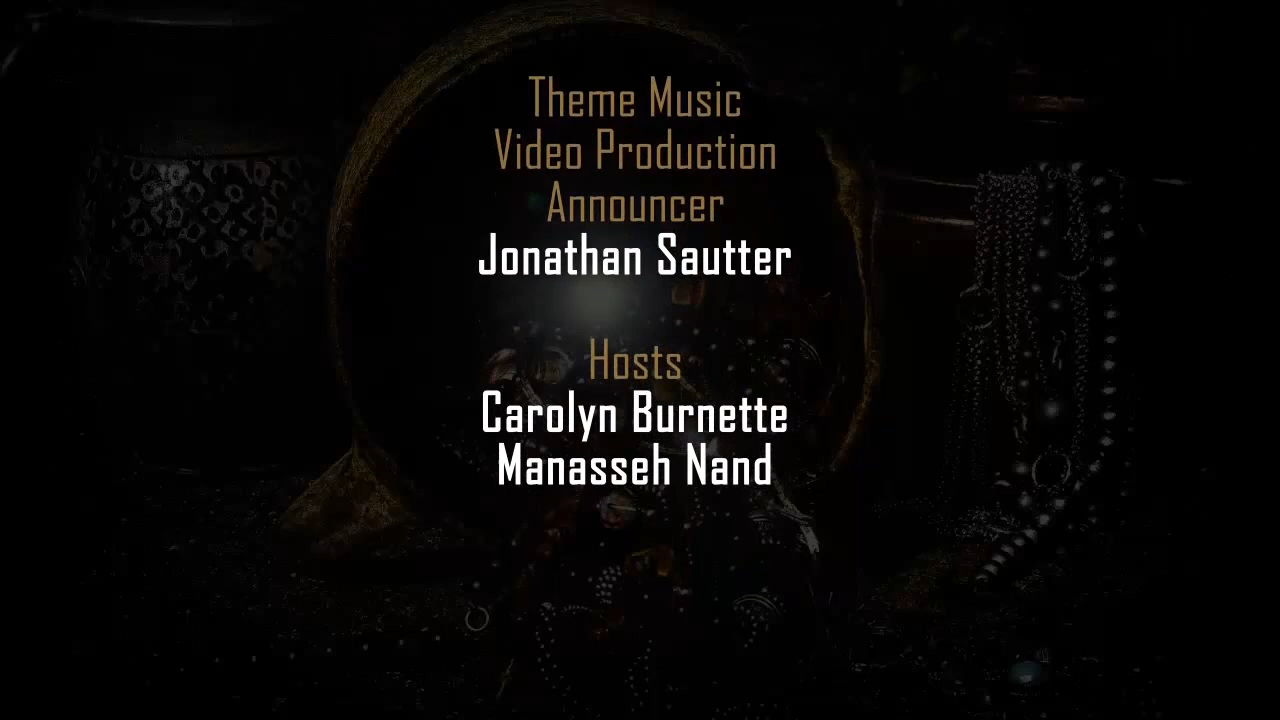 Theme Music
Video Production
Announcer
Jonathan Sautter
Hosts
Carolyn Burnette
Manasseh Nand